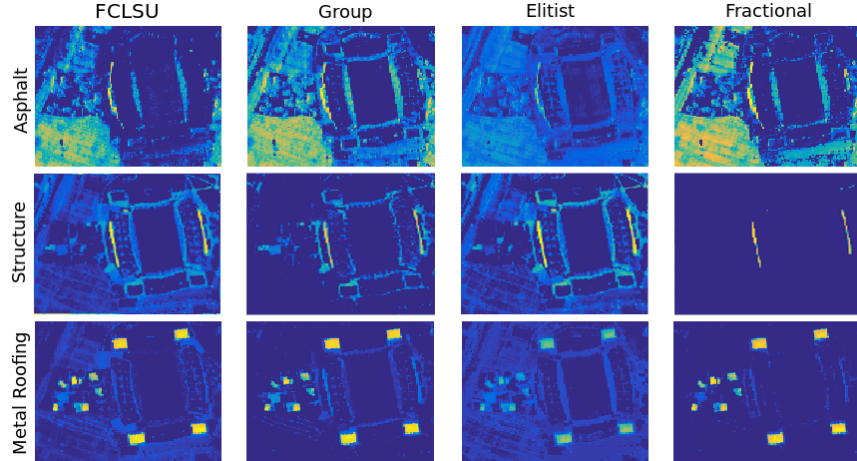 FCLSU Group Elitist Fractional
Asphalt
Structure
Metal Roofing